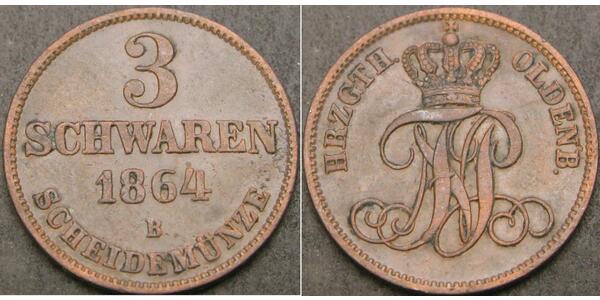 3
SCHWAREN
1864
B
SCHEIDEMÜNZE
HRZGTH. OLDENB.